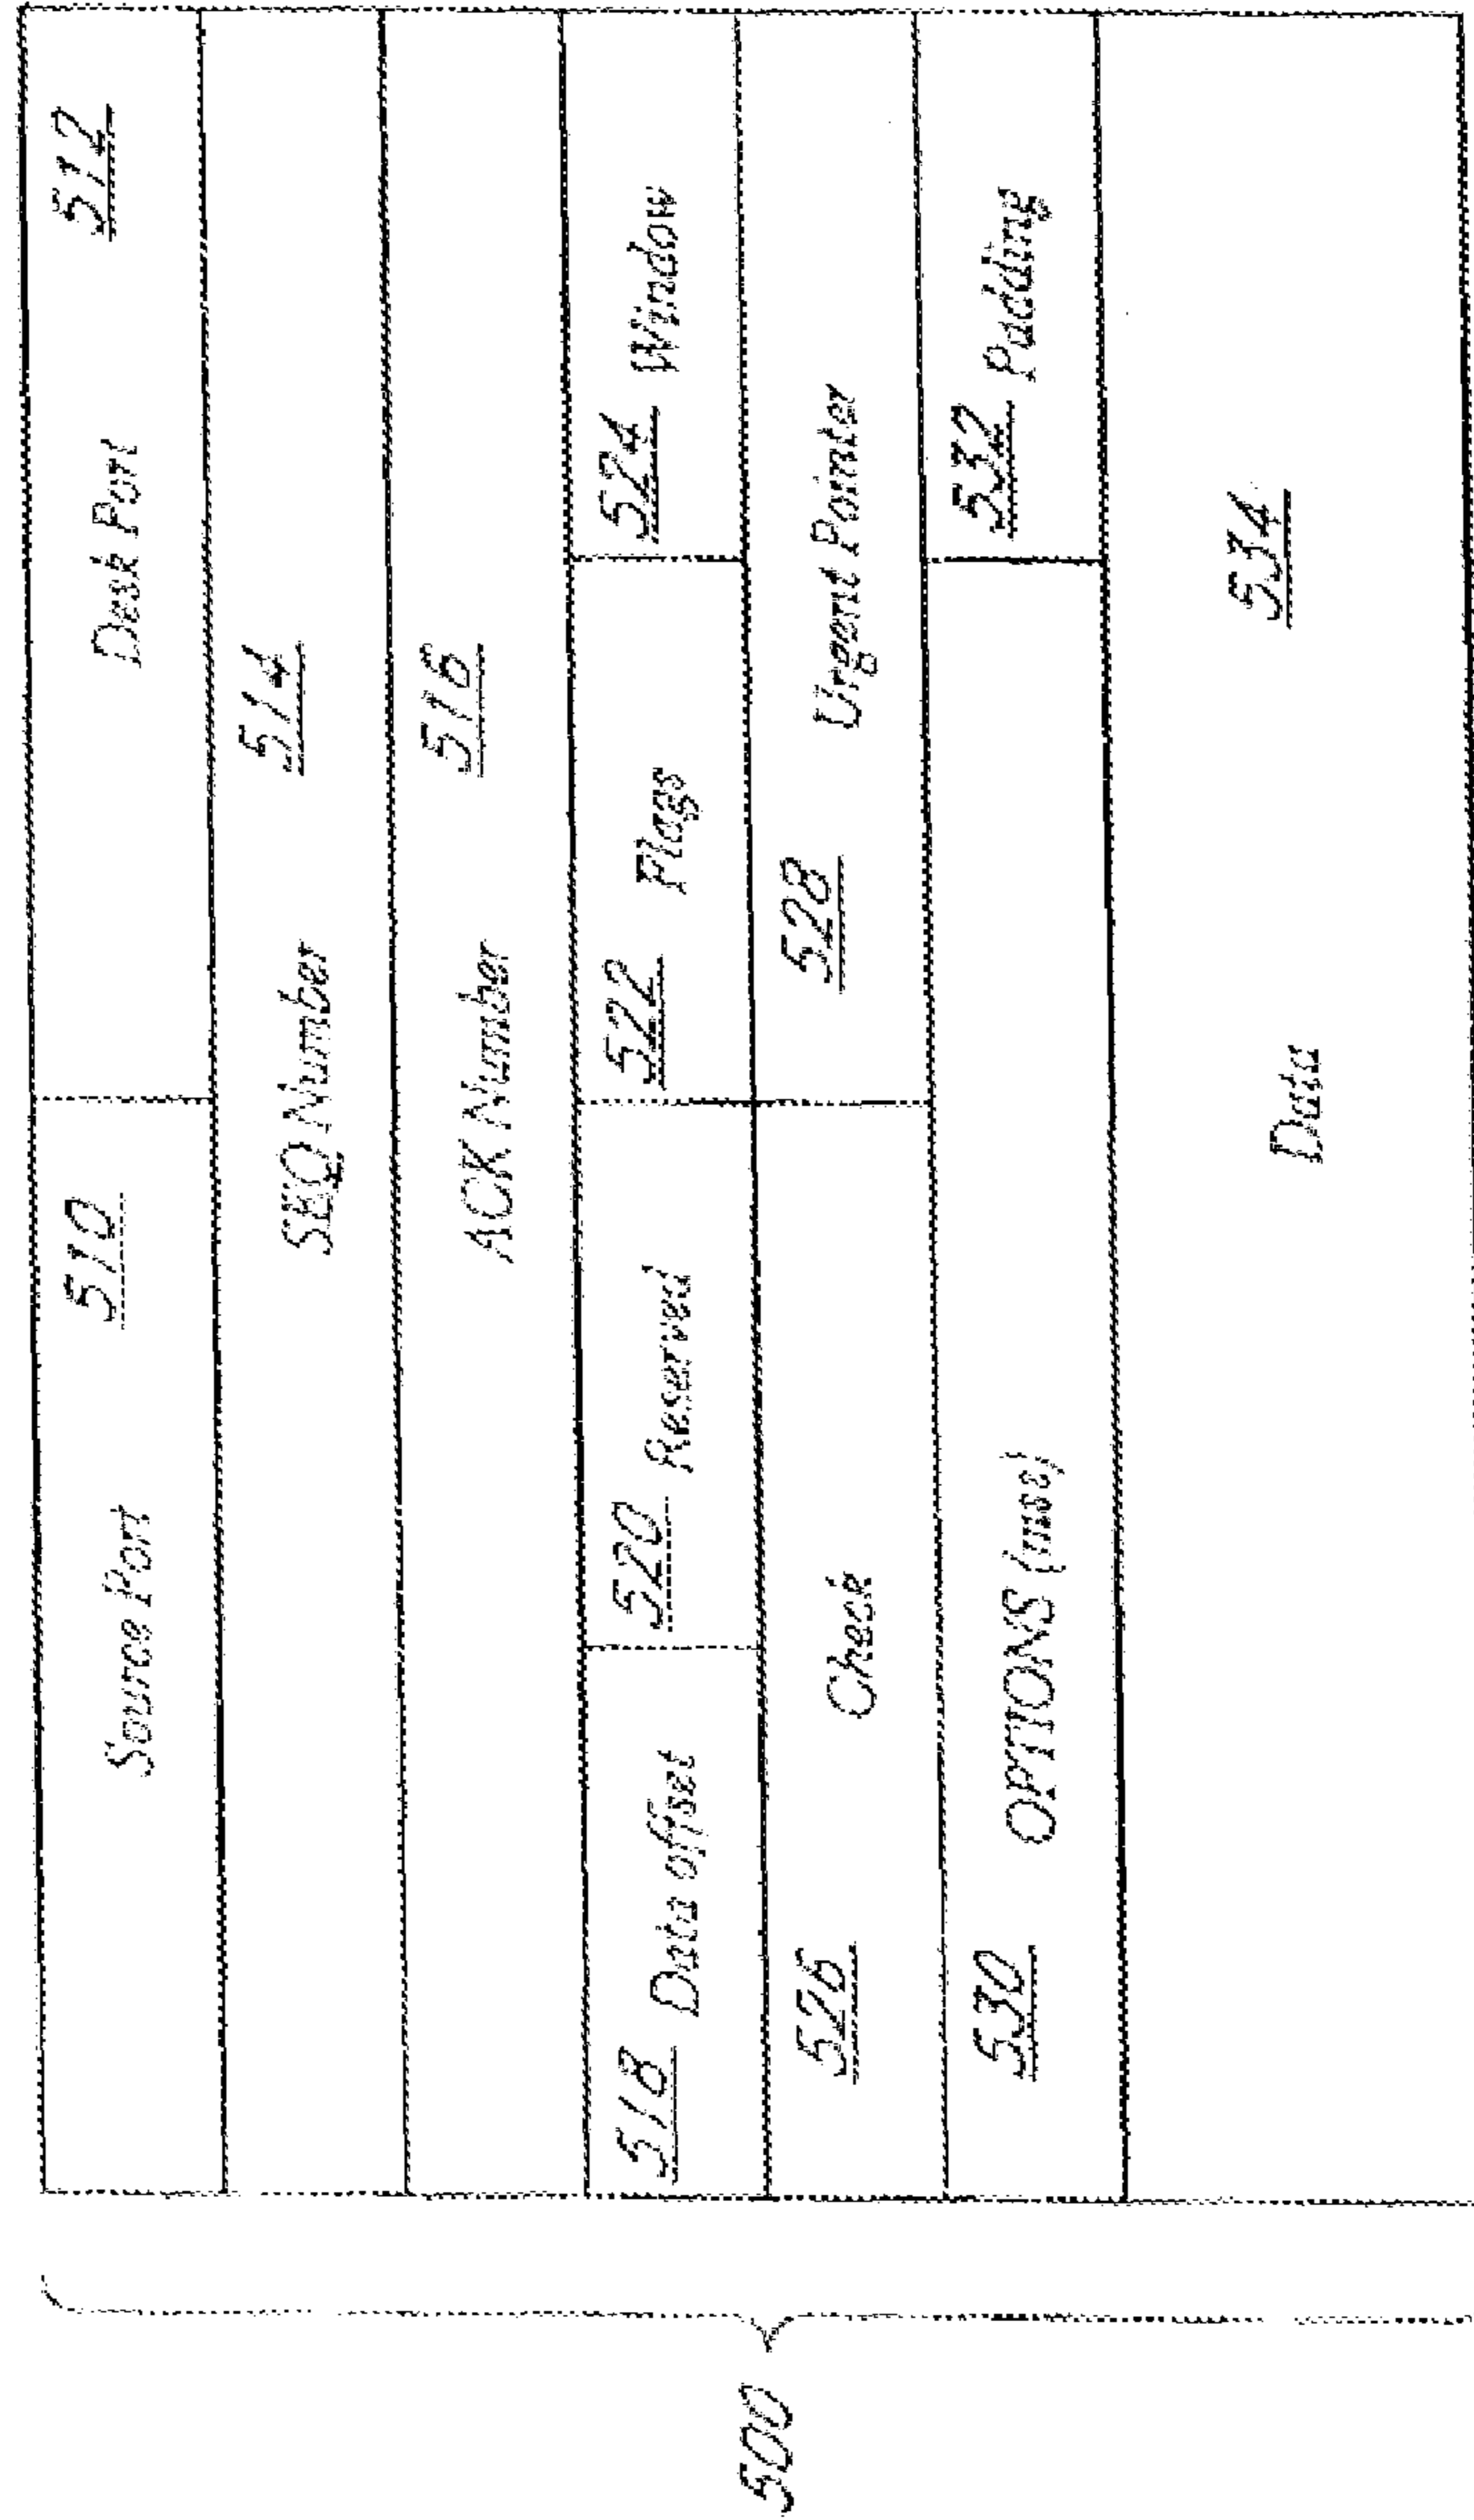 500
Source Port 510
Desk Port 512
SEQ Number 514
ACK Number 516
518 Data offset
520 Reserved
522 Flags
524 Window
526 Check
528 Urgent Pointer
530 OPTIONS (mss)
532 Padding
Data 534